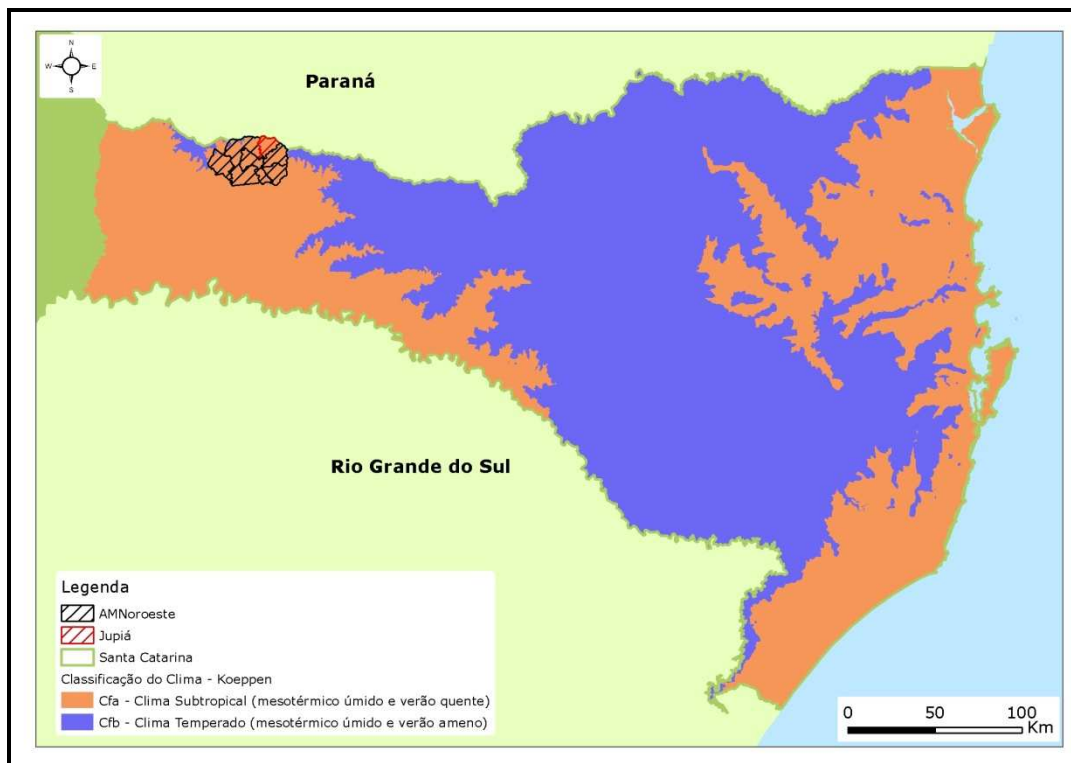 N
W E
S
Paraná
Rio Grande do Sul
Legenda
AMNoroeste
Jupiá
Santa Catarina
Classificação do Clima - Koeppen
Cfa - Clima Subtropical (mesotérmico úmido e verão quente)
Cfb - Clima Temperado (mesotérmico úmido e verão ameno)
0 50 100
Km